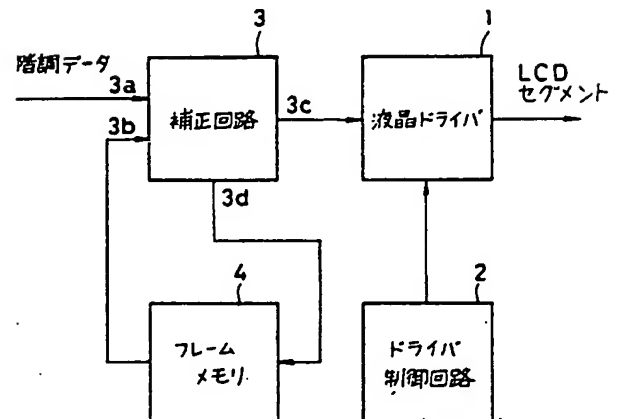 3
1
階調データ
3a
3b
補正回路
3c
液晶ドライバ
LCD
セグメント
3d
4
2
フレーム
メモリ
ドライバ
制御回路